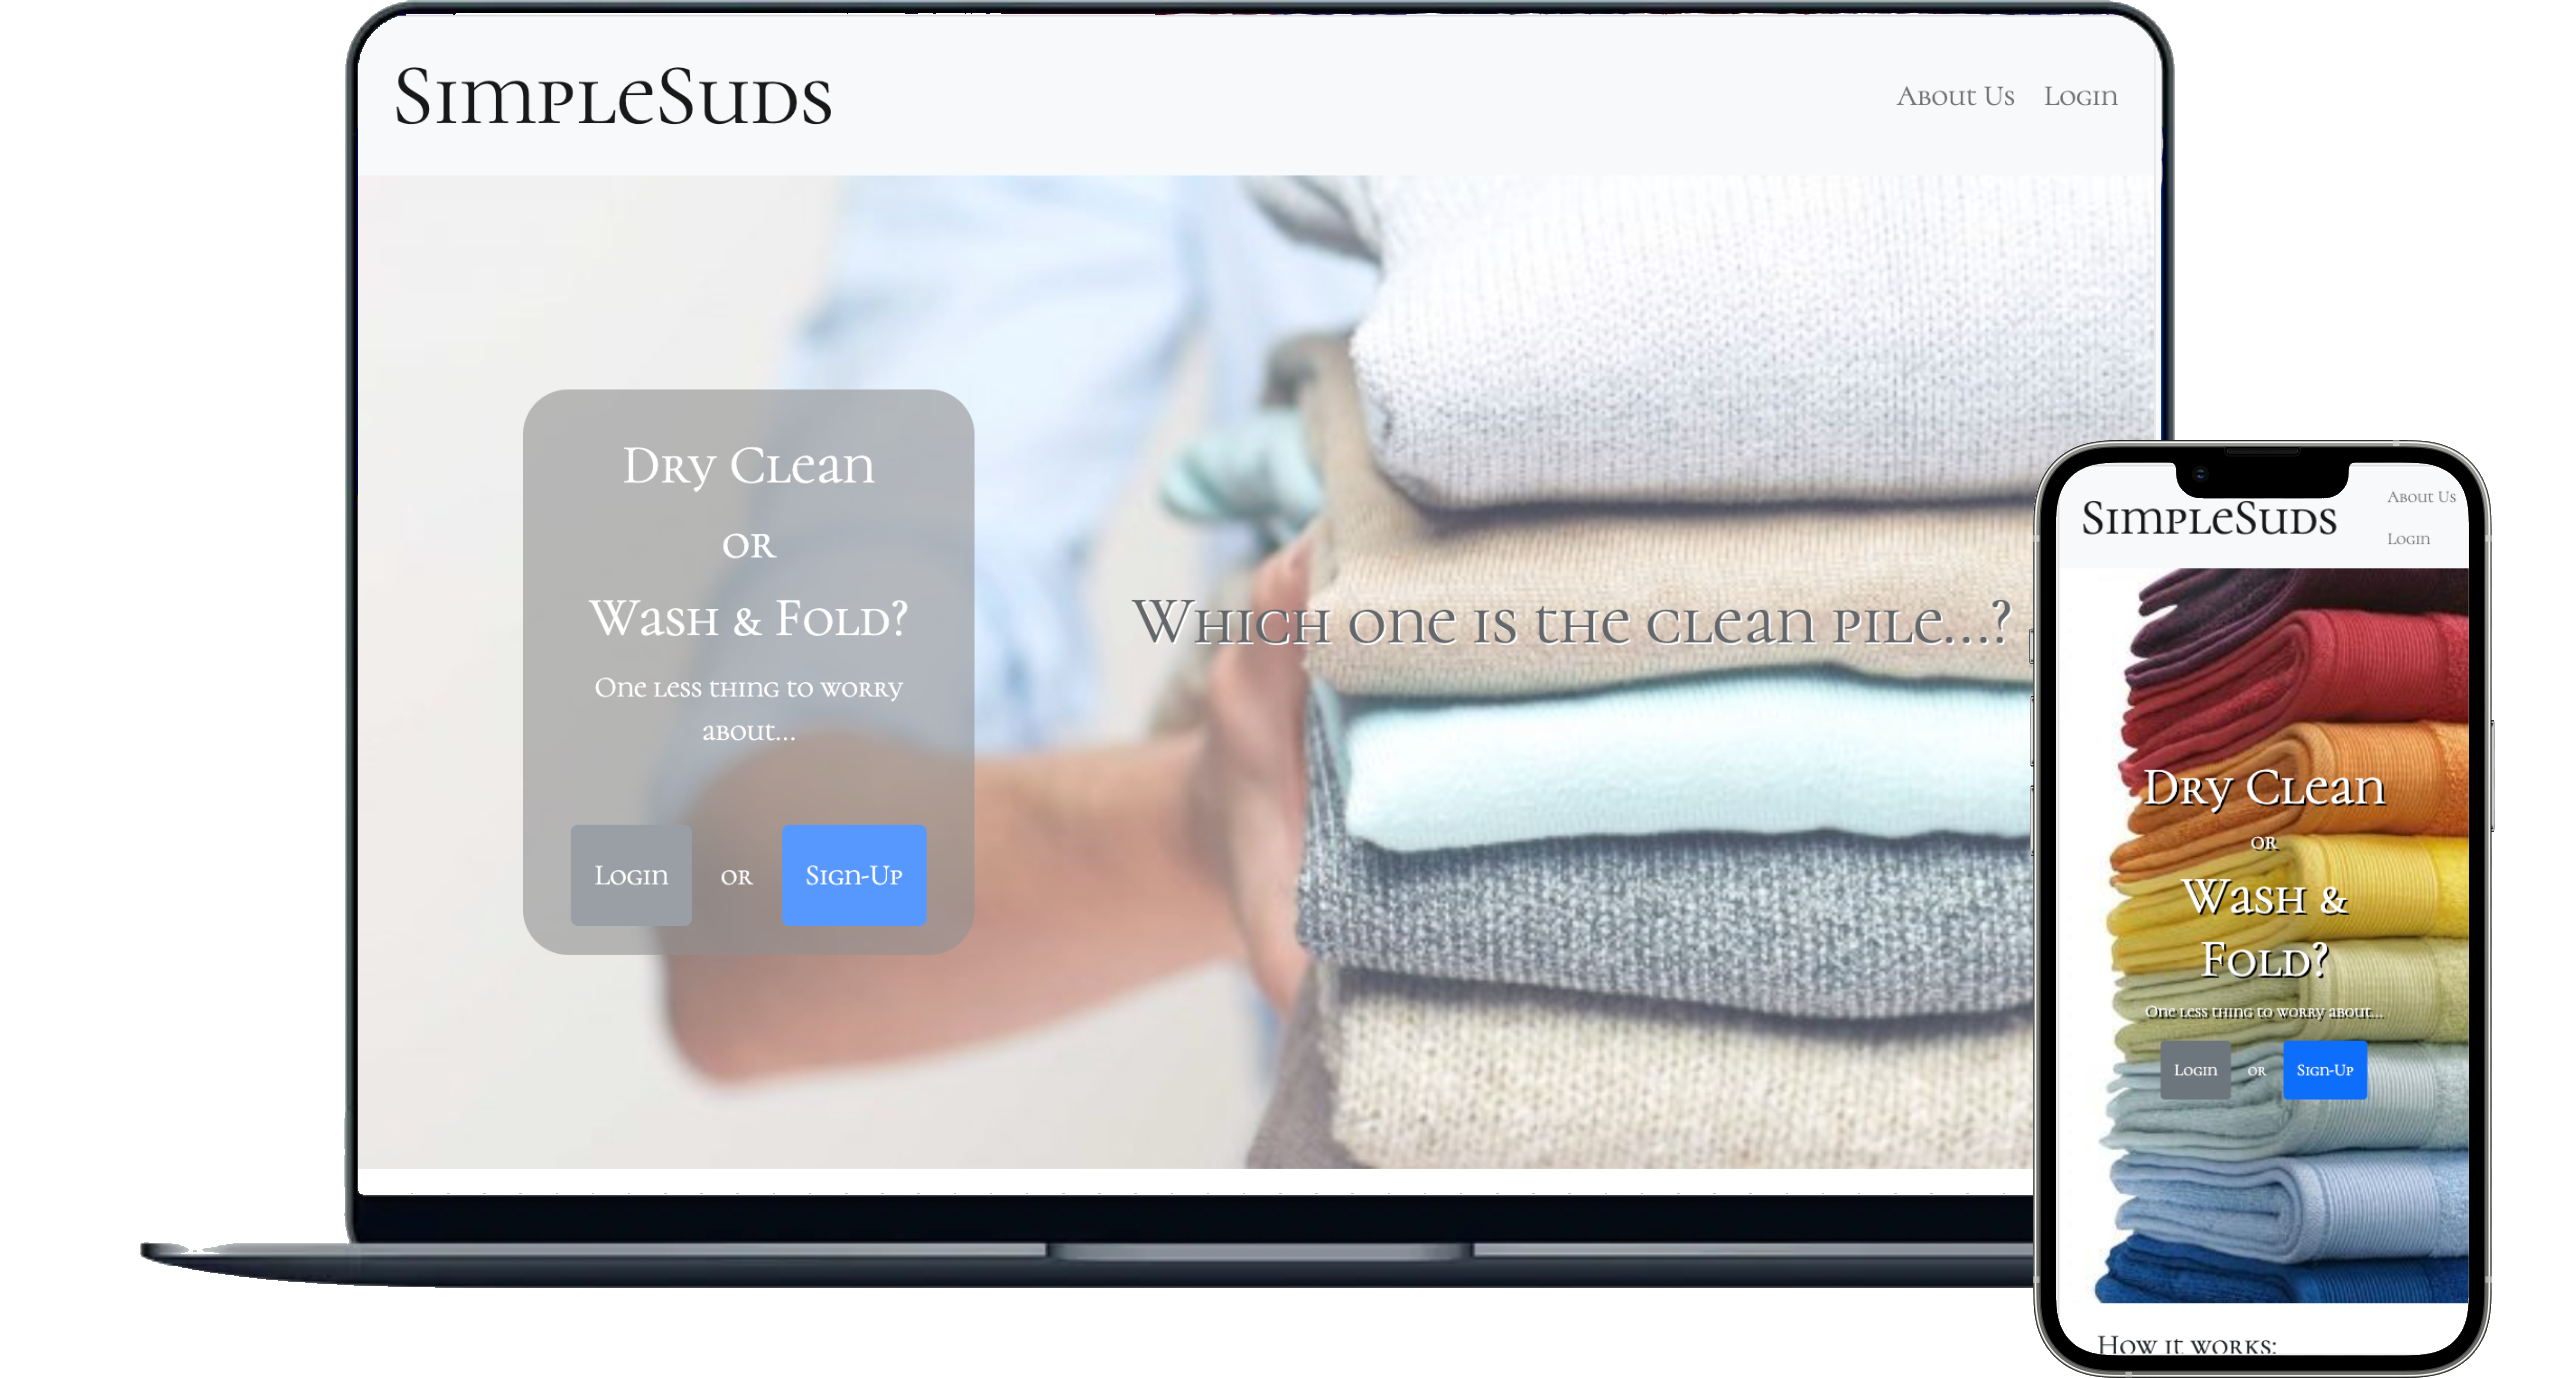 SimpleSuds
About Us Login
Dry Clean
or
Wash & Fold?
One less thing to worry
about...
Login or Sign-Up
Which one is the clean pile...?
SimpleSuds
About Us
Login
Dry Clean
or
Wash &
Fold?
One less thing to worry about...
Login or Sign-Up
How it works: